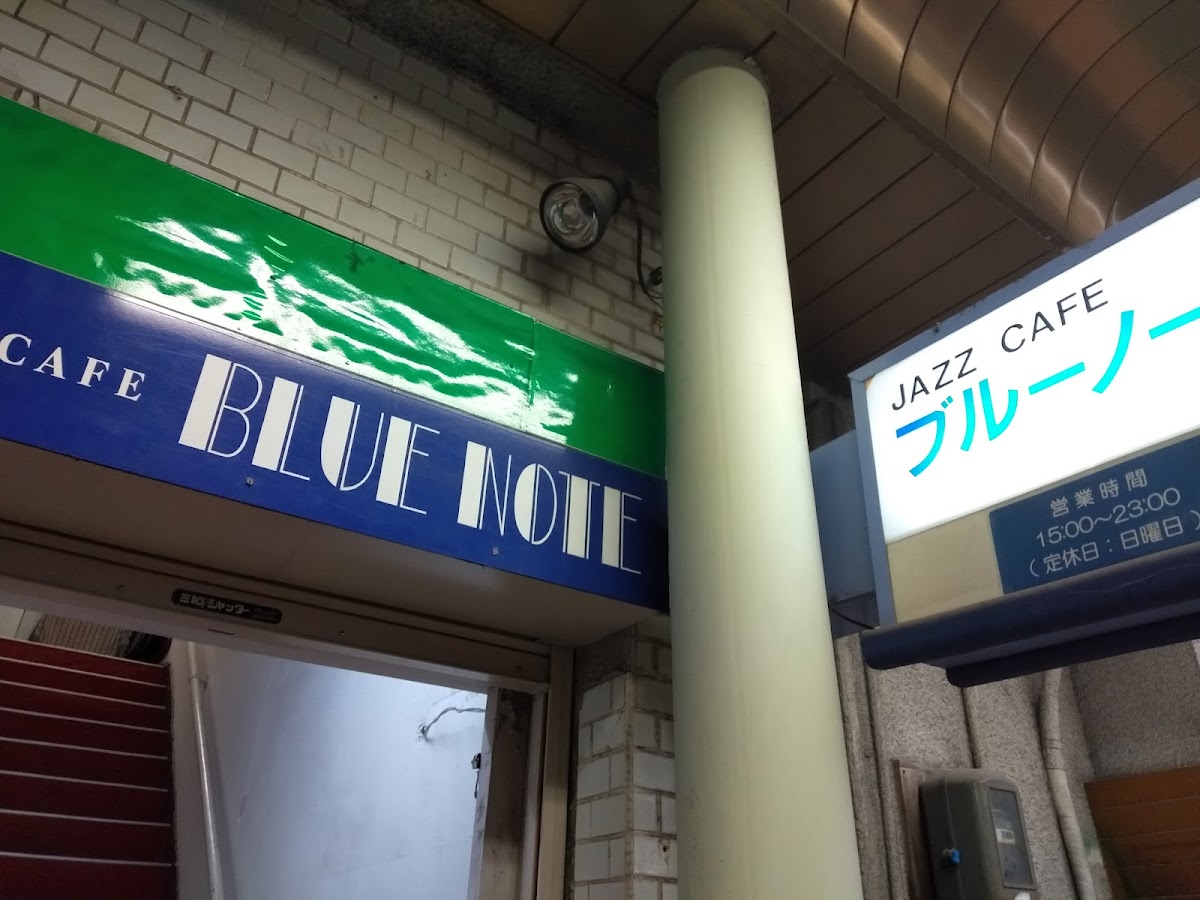 CAFE BLUE NOTE
三和シャッター
JAZZ CAFE
ブルーノー
営業時間
15:00〜23:00
(定休日:日曜日)